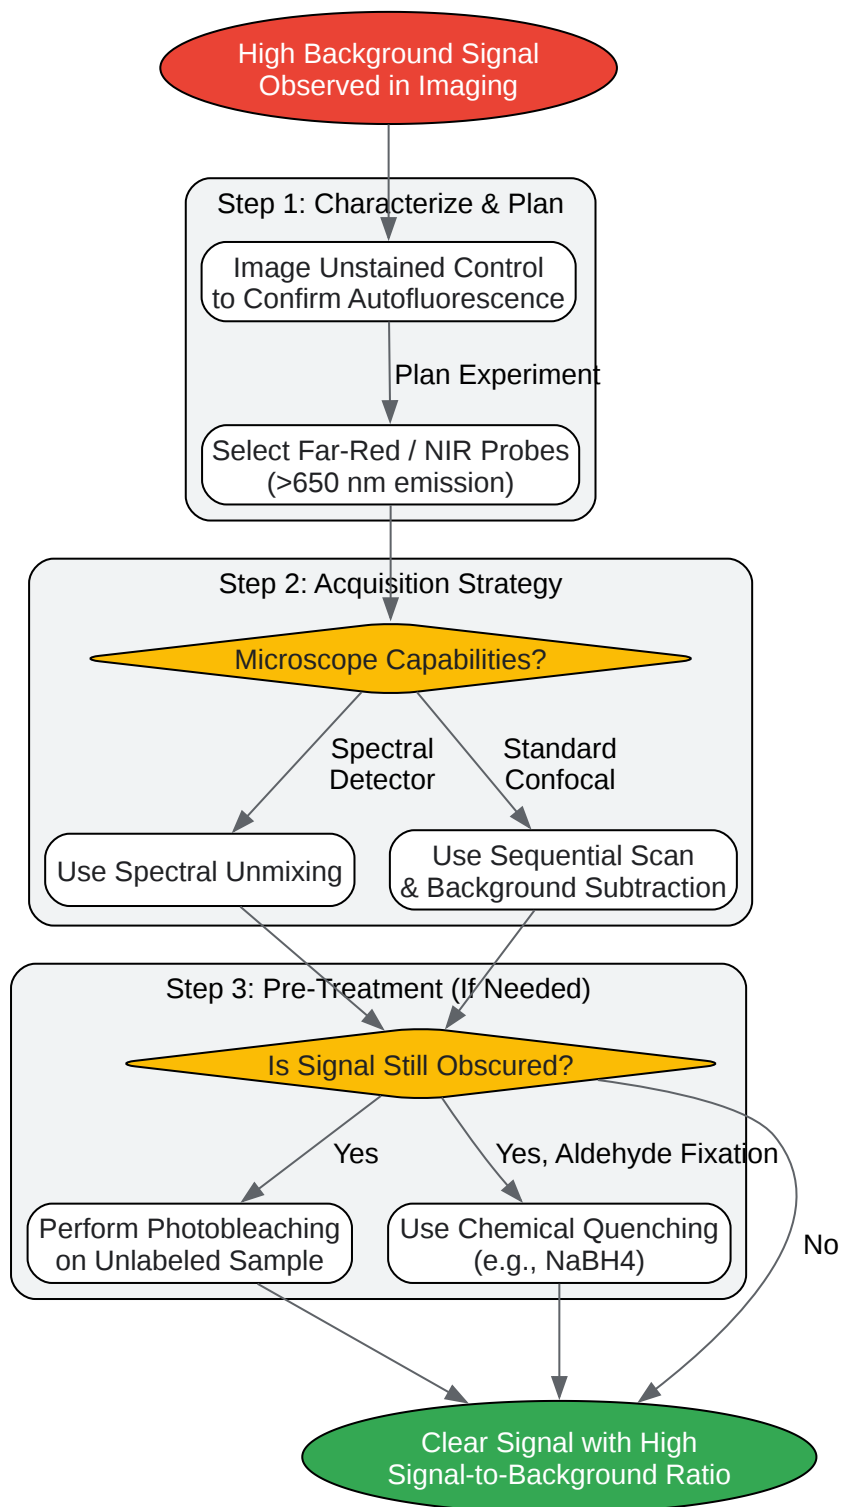 High Background Signal
Observed in Imaging
Step 1: Characterize & Plan
Image Unstained Control
to Confirm Autofluorescence
Plan Experiment
Select Far-Red / NIR Probes
(>650 nm emission)
Step 2: Acquisition Strategy
Microscope Capabilities?
Spectral
Detector
Standard
Confocal
Use Spectral Unmixing
Use Sequential Scan
& Background Subtraction
Step 3: Pre-Treatment (If Needed)
Is Signal Still Obscured?
Yes
Yes, Aldehyde Fixation
Perform Photobleaching
on Unlabeled Sample
Use Chemical Quenching
(e.g., NaBH4)
No
Clear Signal with High
Signal-to-Background Ratio